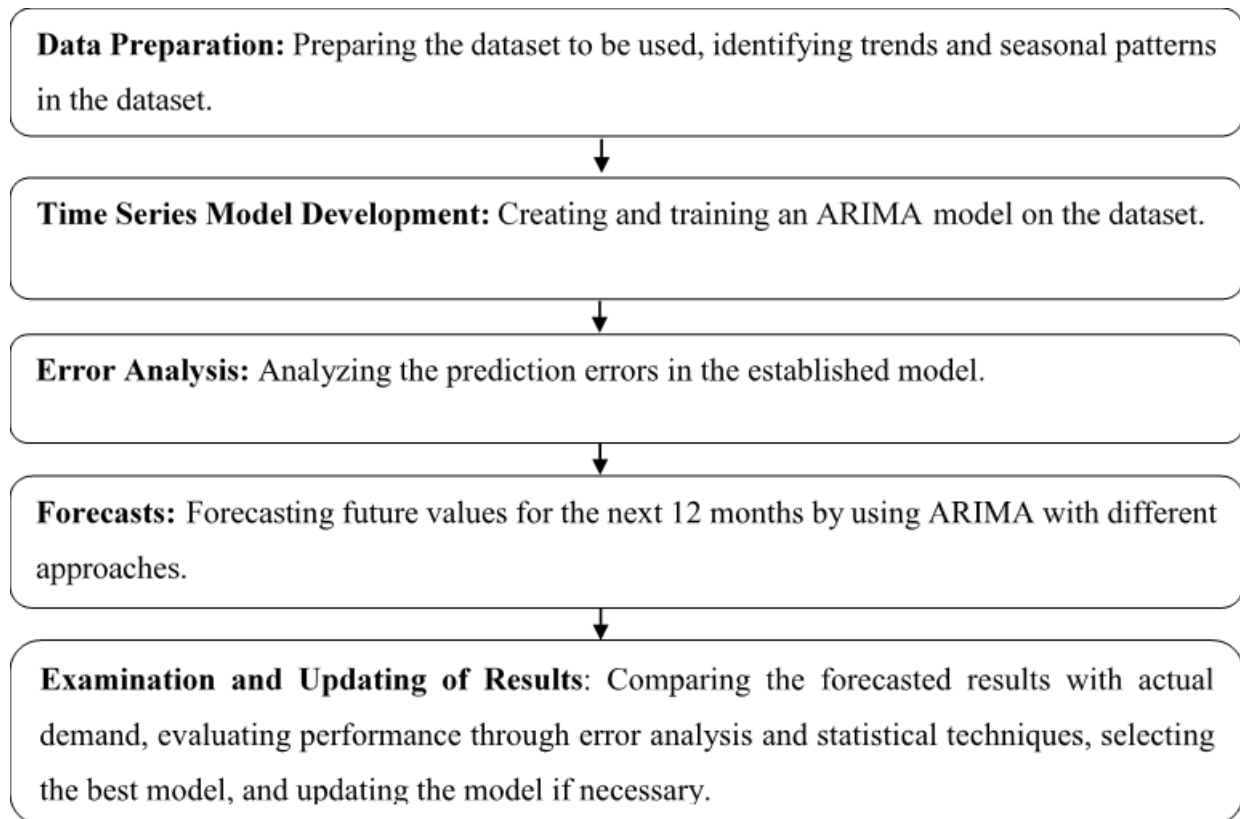 Data Preparation: Preparing the dataset to be used, identifying trends and seasonal patterns
in the dataset.
Time Series Model Development: Creating and training an ARIMA model on the dataset.
Error Analysis: Analyzing the prediction errors in the established model.
Forecasts: Forecasting future values for the next 12 months by using ARIMA with different
approaches.
Examination and Updating of Results: Comparing the forecasted results with actual
demand, evaluating performance through error analysis and statistical techniques, selecting
the best model, and updating the model if necessary.